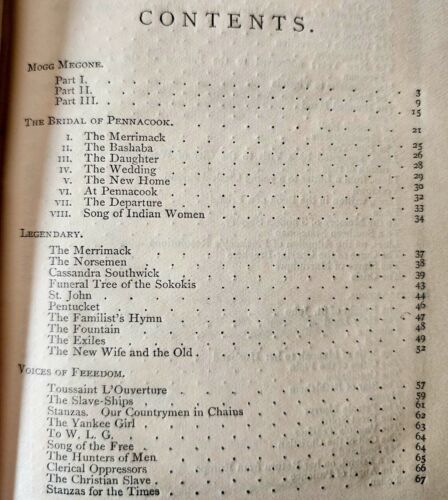 CONTENTS.
MOGG MEGONE.
Part I. 3
Part II. 9
Part III. 15
THE BRIDAL OF PENNACOOK. 21
I. The Merrimack 25
II. The Bashaba 26
III. The Daughter 28
IV. The Wedding 29
V. The New Home 30
VI. At Pennacook 32
VII. The Departure 33
VIII. Song of Indian Women 34
LEGENDARY.
The Merrimack 37
The Norsemen 38
Cassandra Southwick 39
Funeral Tree of the Sokokis 43
St. John 44
Pentucket 46
The Familist's Hymn 47
The Fountain 48
The Exiles 49
The New Wife and the Old 52
VOICES OF FREEDOM.
Toussaint L'Ouverture 57
The Slave-Ships 59
Stanzas. Our Countrymen in Chains 61
The Yankee Girl 62
To W. L. G. 63
Song of the Free 64
The Hunters of Men 64
Clerical Oppressors 65
The Christian Slave 66
Stanzas for the Times 67